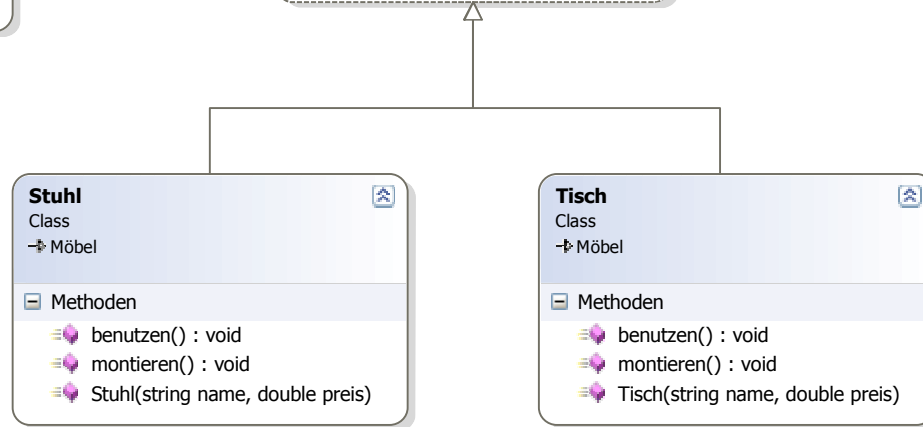 Stuhl
Class
Möbel
Methoden
benutzen() : void
montieren() : void
Stuhl(string name, double preis)
Tisch
Class
Möbel
Methoden
benutzen() : void
montieren() : void
Tisch(string name, double preis)